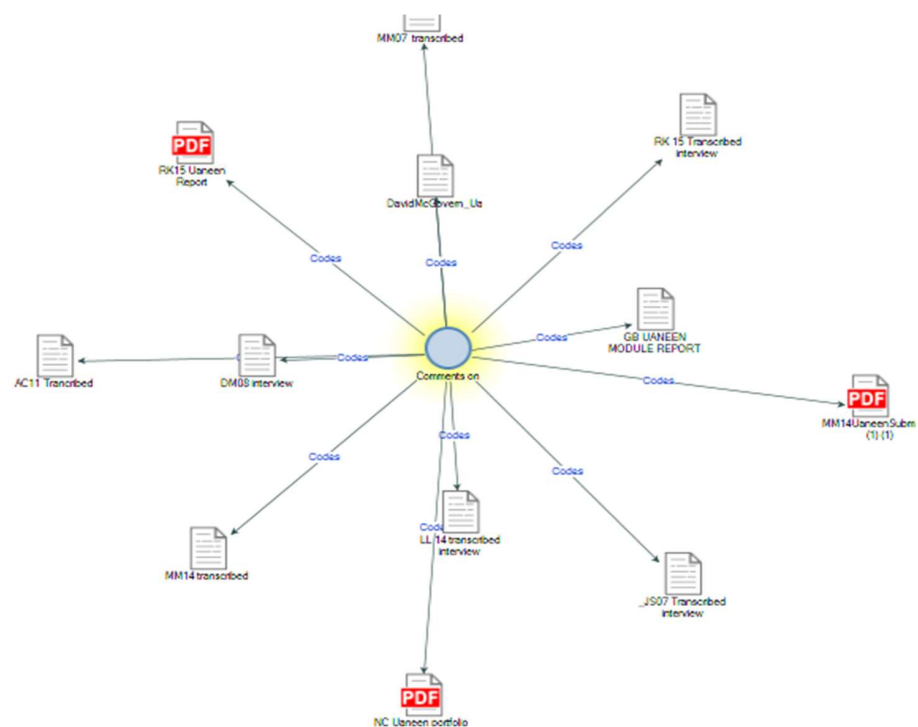 MM07 transcribed
PDF
RK15 Uaneen
Report
RK 15 Transcribed
interview
DavidMcGovern_Ua
Codes
Codes
Codes
GB UANEEN
MODULE REPORT
Codes
AC11 Trancribed
DM08 interview
Codes
Comments on
Codes
PDF
MM14UaneenSubm
(1) (1)
Codes
Codes
Codes
LL 14 transcribed
interview
MM14 transcribed
_JS07 Transcribed
interview
PDF
NC Uaneen portfolio